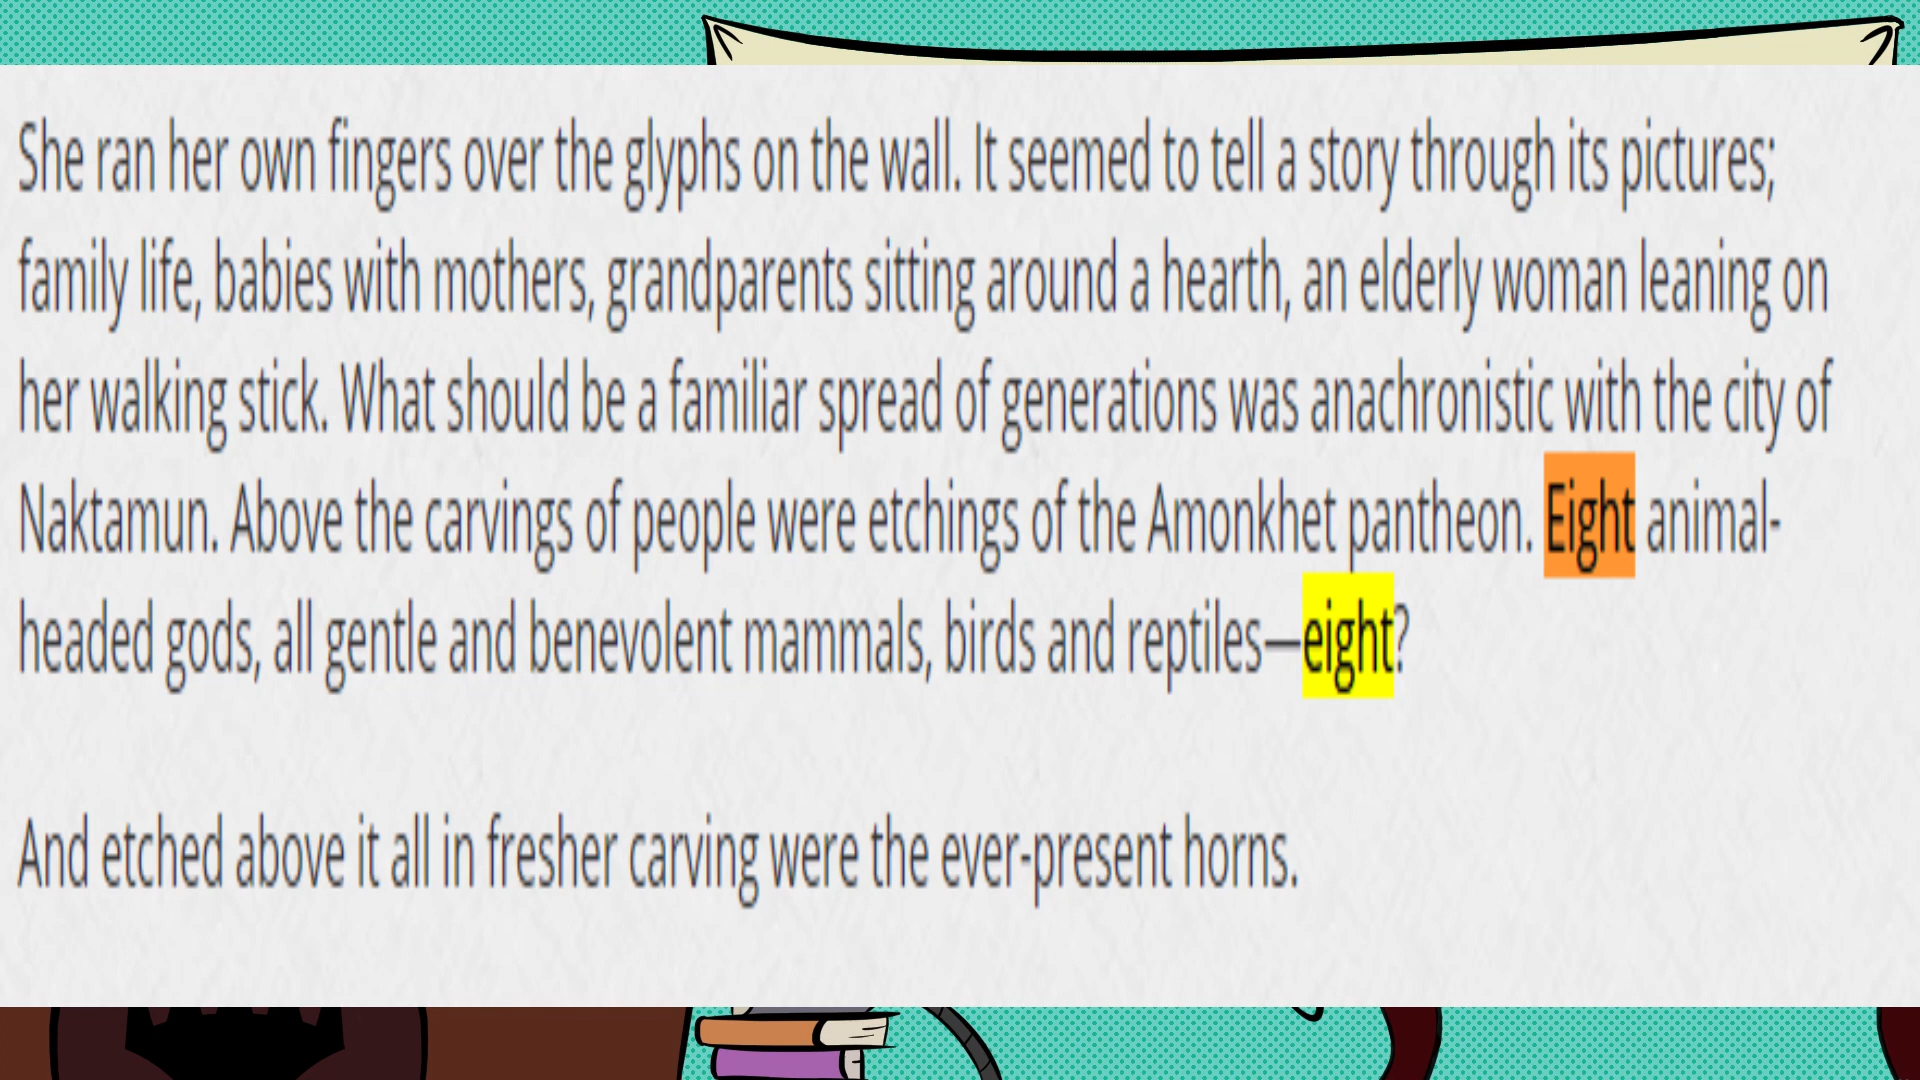 She ran her own fingers over the glyphs on the wall. It seemed to tell a story through its pictures;
family life, babies with mothers, grandparents sitting around a hearth, an elderly woman leaning on
her walking stick. What should be a familiar spread of generations was anachronistic with the city of
Naktamun. Above the carvings of people were etchings of the Amonkhet pantheon. Eight animal-
headed gods, all gentle and benevolent mammals, birds and reptiles—eight?
And etched above it all in fresher carving were the ever-present horns.